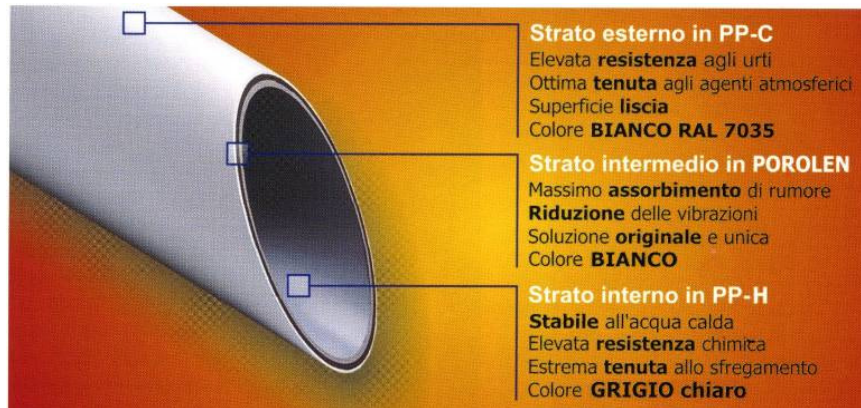 Strato esterno in PP-C
Elevata resistenza agli urti
Ottima tenuta agli agenti atmosferici
Superficie liscia
Colore BIANCO RAL 7035
Strato intermedio in POROLEN
Massimo assorbimento di rumore
Riduzione delle vibrazioni
Soluzione originale e unica
Colore BIANCO
Strato interno in PP-H
Stabile all'acqua calda
Elevata resistenza chimica
Estrema tenuta allo sfregamento
Colore GRIGIO chiaro